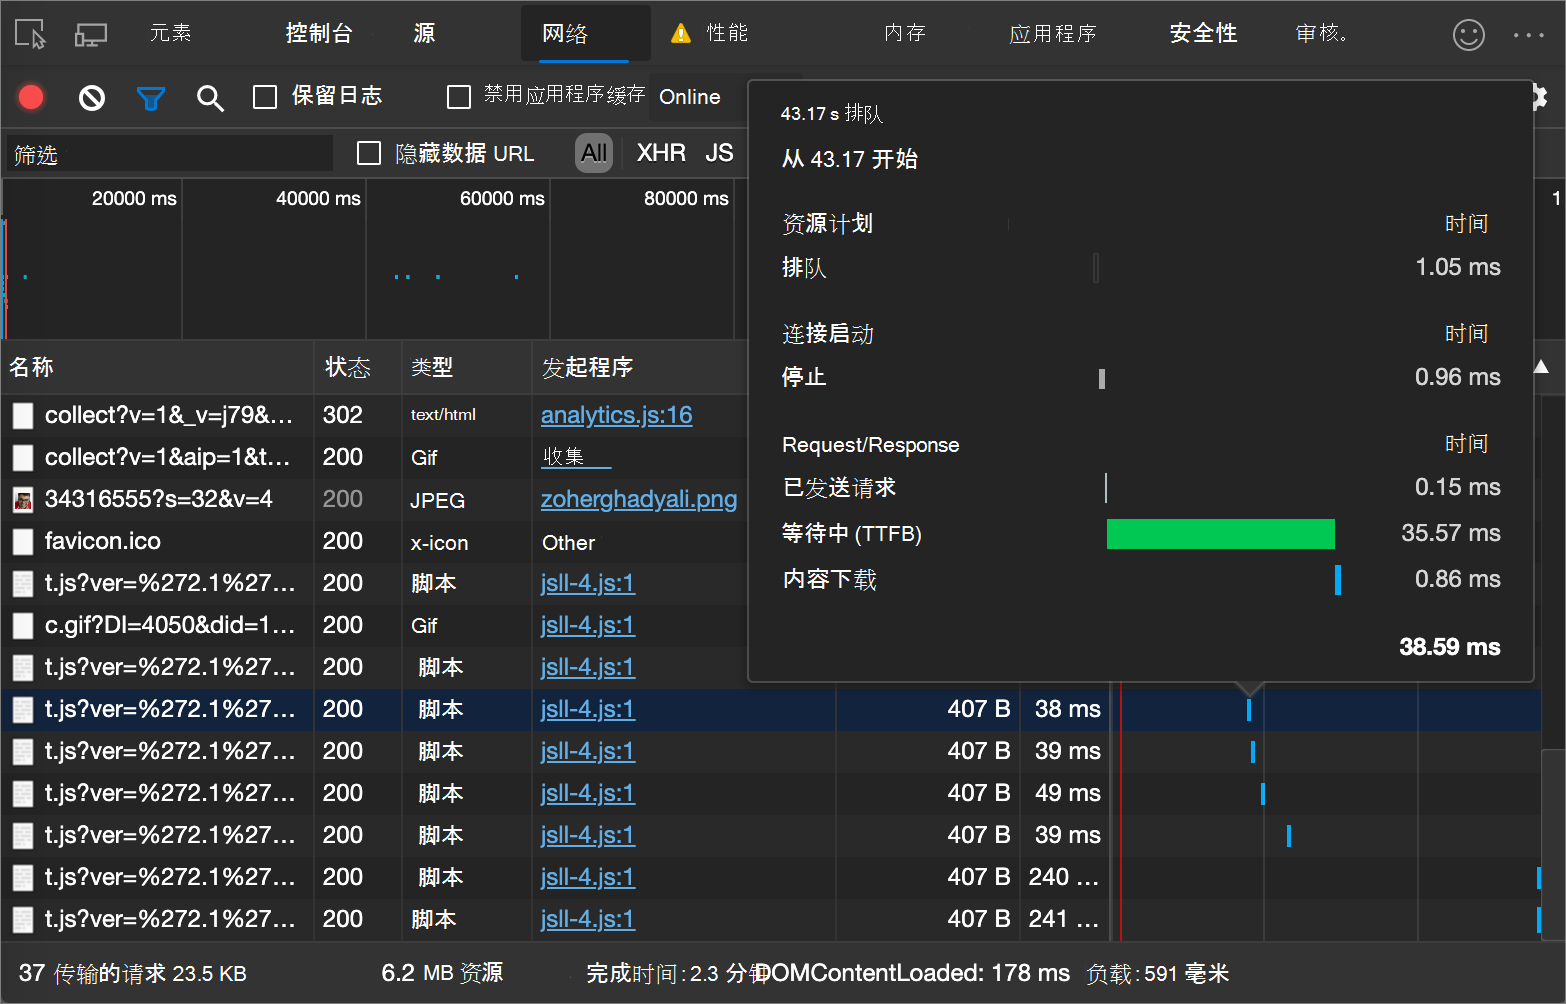 元素 控制台 源 网络 性能 内存 应用程序 安全性 审核。
保留日志 禁用应用程序缓存 Online
筛选 隐藏数据 URL All XHR JS
20000 ms 40000 ms 60000 ms 80000 ms 1
43.17 s 排队
从 43.17 开始
资源计划 时间
排队 1.05 ms
连接启动 时间
停止 0.96 ms
Request/Response 时间
已发送请求 0.15 ms
等待中 (TTFB) 35.57 ms
内容下载 0.86 ms
38.59 ms
名称 状态 类型 发起程序
collect?v=1&_v=j79&... 302 text/html analytics.js:16
collect?v=1&aip=1&t... 200 Gif 收集
34316555?s=32&v=4 200 JPEG zoherghadyali.png
favicon.ico 200 x-icon Other
t.js?ver=%272.1%27... 200 脚本 jsll-4.js:1
c.gif?DI=4050&did=1... 200 Gif jsll-4.js:1
t.js?ver=%272.1%27... 200 脚本 jsll-4.js:1
t.js?ver=%272.1%27... 200 脚本 jsll-4.js:1 407 B 38 ms
t.js?ver=%272.1%27... 200 脚本 jsll-4.js:1 407 B 39 ms
t.js?ver=%272.1%27... 200 脚本 jsll-4.js:1 407 B 49 ms
t.js?ver=%272.1%27... 200 脚本 jsll-4.js:1 407 B 39 ms
t.js?ver=%272.1%27... 200 脚本 jsll-4.js:1 407 B 240 ...
t.js?ver=%272.1%27... 200 脚本 jsll-4.js:1 407 B 241 ...
37 传输的请求 23.5 KB 6.2 MB 资源 完成时间: 2.3 分钟 DOMContentLoaded: 178 ms 负载: 591 毫米